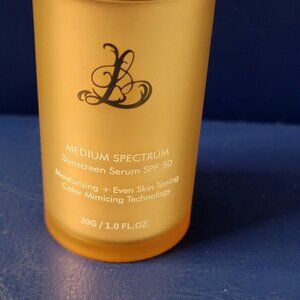 L
MEDIUM SPECTRUM
Sunscreen Serum SPF 50
Moisturizing + Even Skin Toning
Color Mimicing Technology
30G / 1.0 FL.OZ.